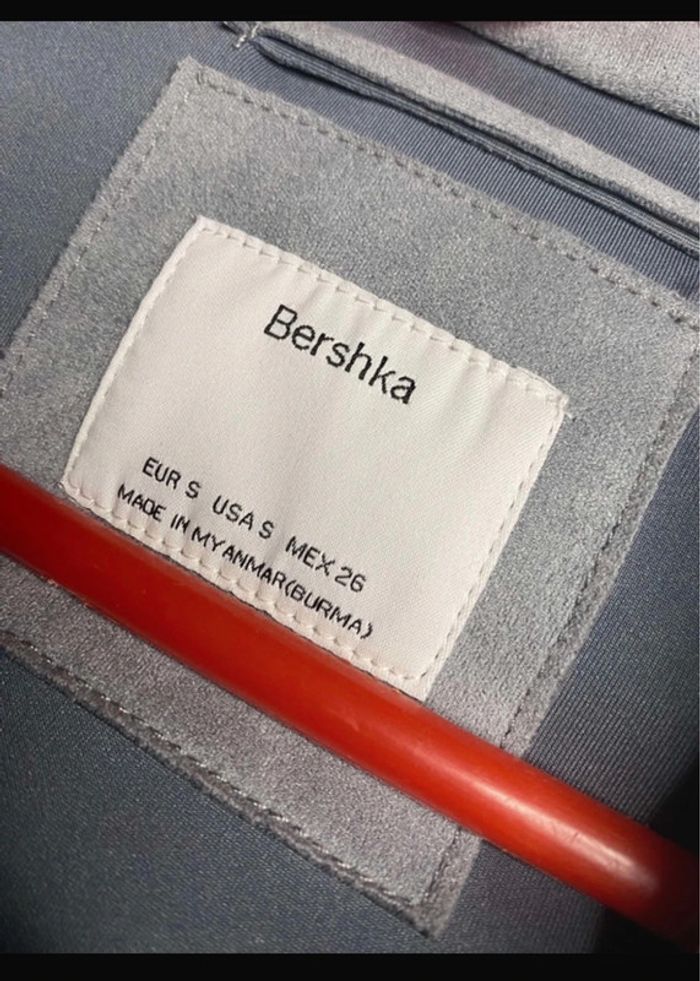 Bershka
EUR S USA S MEX 26
MADE IN MYANMAR(BURMA)